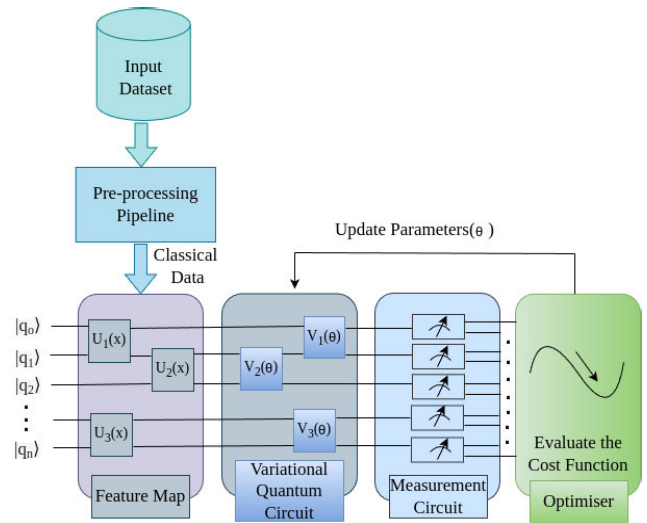 Input
Dataset
Pre-processing
Pipeline
Classical
Data
Update Parameters(θ )
|q₀⟩
|q₁⟩
|q₂⟩
⋮
|qₙ⟩
U₁(x)
U₂(x)
U₃(x)
V₁(θ)
V₂(θ)
V₃(θ)
Feature Map
Variational
Quantum
Circuit
Measurement
Circuit
Evaluate the
Cost Function
Optimiser